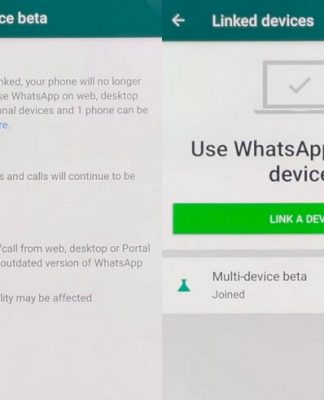 ce beta
nked, your phone will no longer
se WhatsApp on web, desktop
onal devices and 1 phone can be
re.
s and calls will continue to be
/call from web, desktop or Portal
outdated version of WhatsApp
lity may be affected
Linked devices
Use WhatsApp
device
LINK A DEV
Multi-device beta
Joined